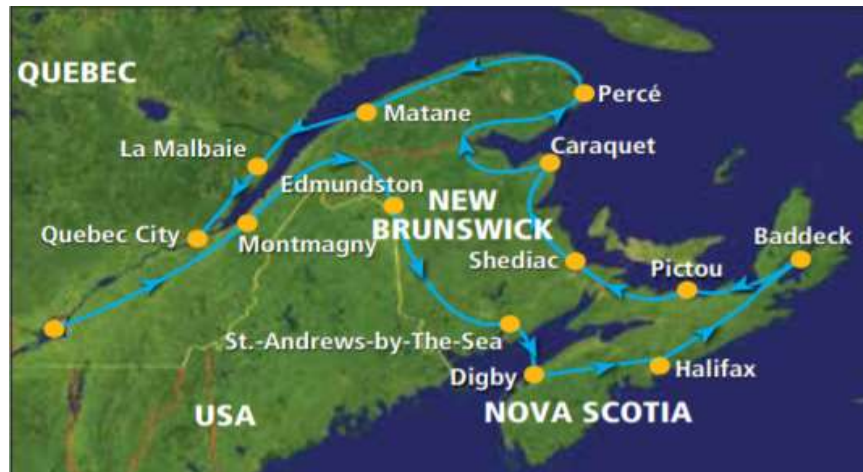 QUEBEC
Percé
Matane
La Malbaie
Caraquet
Edmundston
NEW
BRUNSWICK
Quebec City
Montmagny
Baddeck
Shediac
Pictou
St.-Andrews-by-The-Sea
Digby
Halifax
USA
NOVA SCOTIA